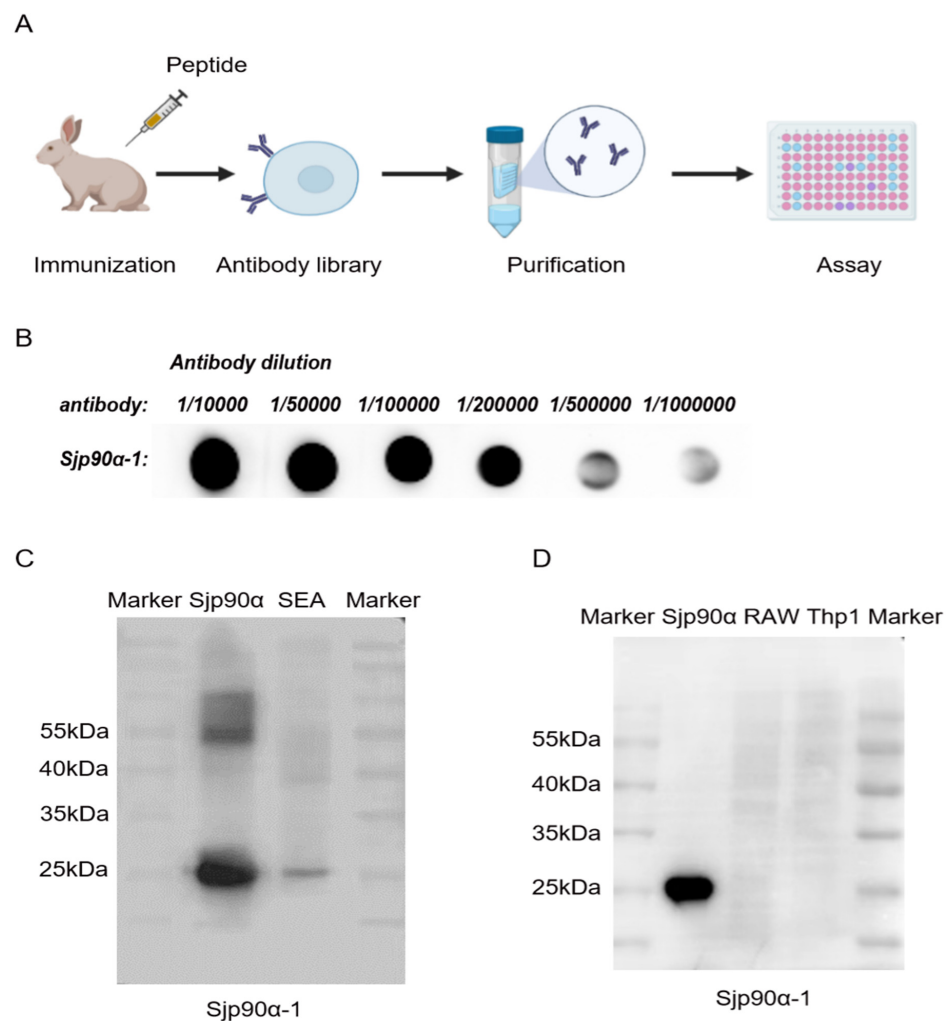 A
Peptide
Immunization Antibody library Purification Assay
B
Antibody dilution
antibody: 1/10000 1/50000 1/100000 1/200000 1/500000 1/1000000
Sjp90α-1:
C
Marker Sjp90α SEA Marker
55kDa
40kDa
35kDa
25kDa
Sjp90α-1
D
Marker Sjp90α RAW Thp1 Marker
55kDa
40kDa
35kDa
25kDa
Sjp90α-1